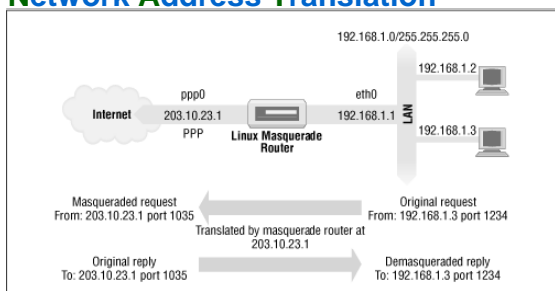 Network Address Translation
192.168.1.0/255.255.255.0
192.168.1.2
ppp0
eth0
Internet
203.10.23.1
192.168.1.1
LAN
PPP
Linux Masquerade
Router
192.168.1.3
Masqueraded request
From: 203.10.23.1 port 1035
Original request
From: 192.168.1.3 port 1234
Translated by masquerade router at
203.10.23.1
Original reply
To: 203.10.23.1 port 1035
Demasqueraded reply
To: 192.168.1.3 port 1234